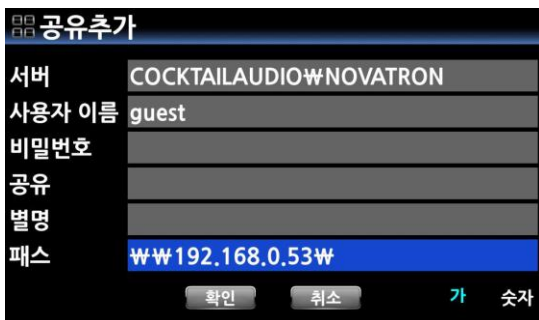 공유추가
서버 COCKTAILAUDIO₩NOVATRON
사용자 이름 guest
비밀번호
공유
별명
패스 ₩₩192.168.0.53₩
확인 취소 가 숫자